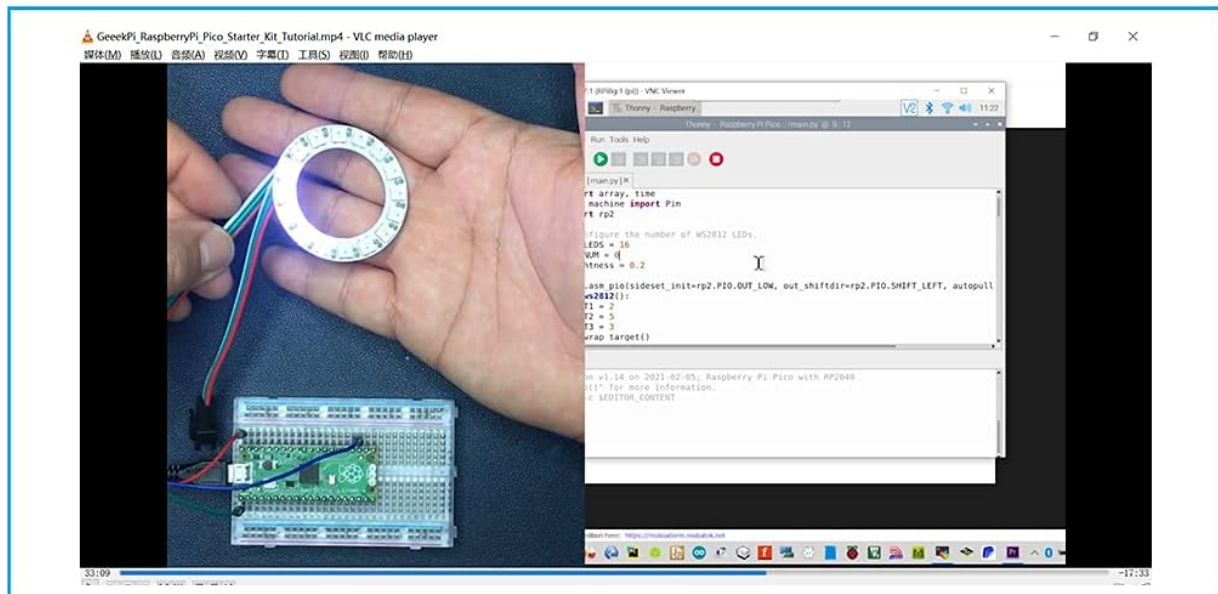 GeeekPi_RaspberryPi_Pico_Starter_Kit_Tutorial.mp4 - VLC media player
媒体(M) 播放(L) 音频(A) 视频(V) 字幕(T) 工具(S) 视图(I) 帮助(H)
(pi)) - VNC Viewer
Thonny - Raspberry
11:22
Thonny - Raspberry Pi Pico : /main.py @ 9 : 12
Run Tools Help
[main.py] ×
rt array, time
machine import Pin
rt rp2
nfigure the number of WS2812 LEDs.
LEDS = 16
NUM = 0
htness = 0.2
.asm_pio(sideset_init=rp2.PIO.OUT_LOW, out_shiftdir=rp2.PIO.SHIFT_LEFT, autopull
ws2812():
T1 = 2
T2 = 5
T3 = 3
wrap_target()
on v1.14 on 2021-02-05; Raspberry Pi Pico with RP2040
)" for more information.
c $EDITOR_CONTENT
dition here: https://mobaxterm.mobatek.net
33:09
-17:33